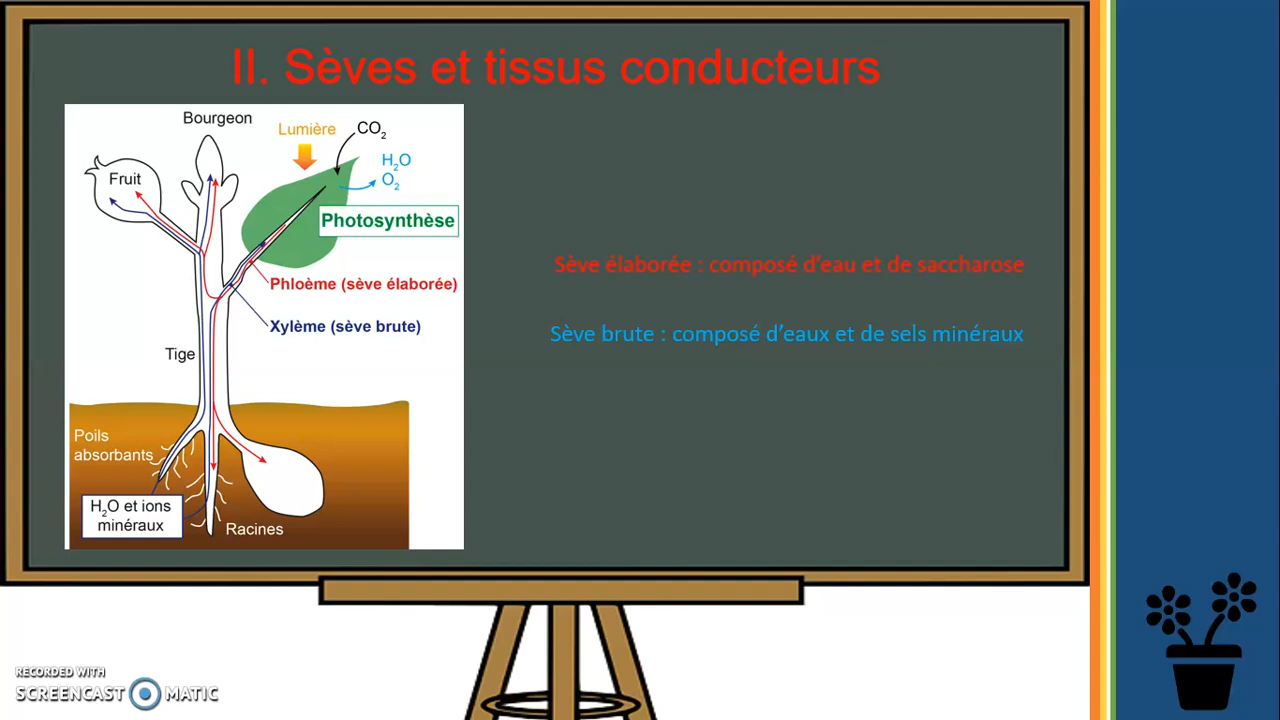 II. Sèves et tissus conducteurs
Bourgeon
Lumière
CO2
H2O
O2
Fruit
Photosynthèse
Sève élaborée : composé d'eau et de saccharose
Phloème (sève élaborée)
Xylème (sève brute)
Sève brute : composé d'eaux et de sels minéraux
Tige
Poils
absorbants
H2O et ions
minéraux
Racines
RECORDED WITH
SCREENCAST MATIC